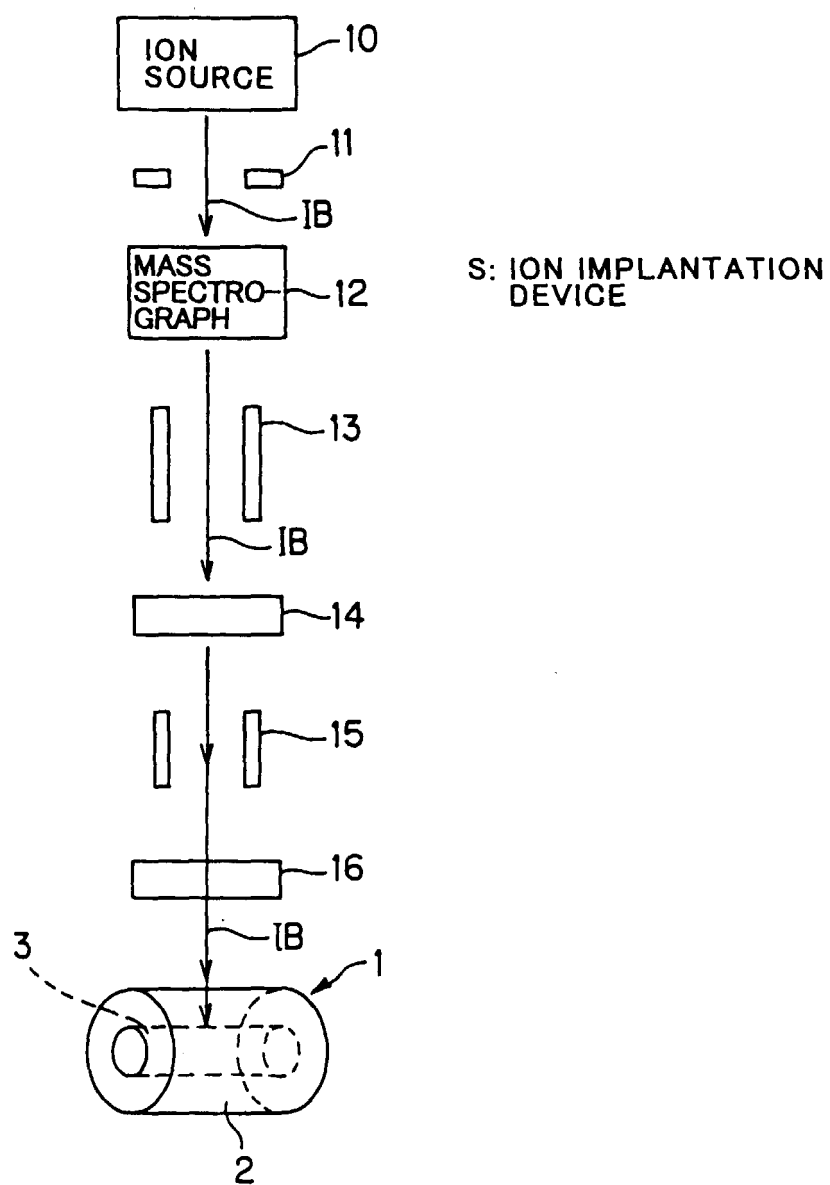 ION
SOURCE
10
11
IB
MASS
SPECTRO
GRAPH
12
S: ION IMPLANTATION
DEVICE
13
IB
14
15
16
IB
3
1
2